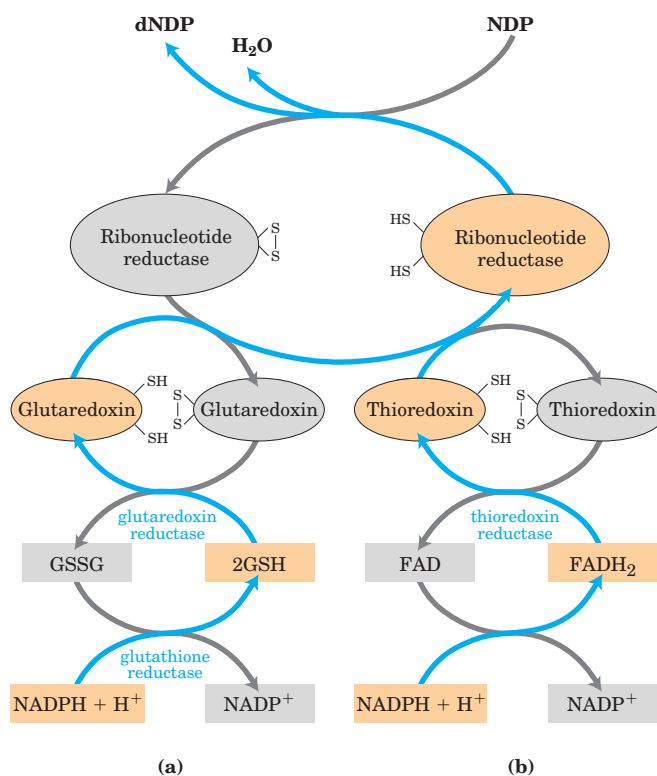 dNDP
H₂O
NDP
Ribonucleotide
reductase
S
S
HS
HS
Ribonucleotide
reductase
Glutaredoxin
SH
SH
S
S
Glutaredoxin
Thioredoxin
SH
SH
S
S
Thioredoxin
glutaredoxin
reductase
thioredoxin
reductase
GSSG
2GSH
FAD
FADH₂
glutathione
reductase
NADPH + H⁺
NADP⁺
NADPH + H⁺
NADP⁺
(a)
(b)